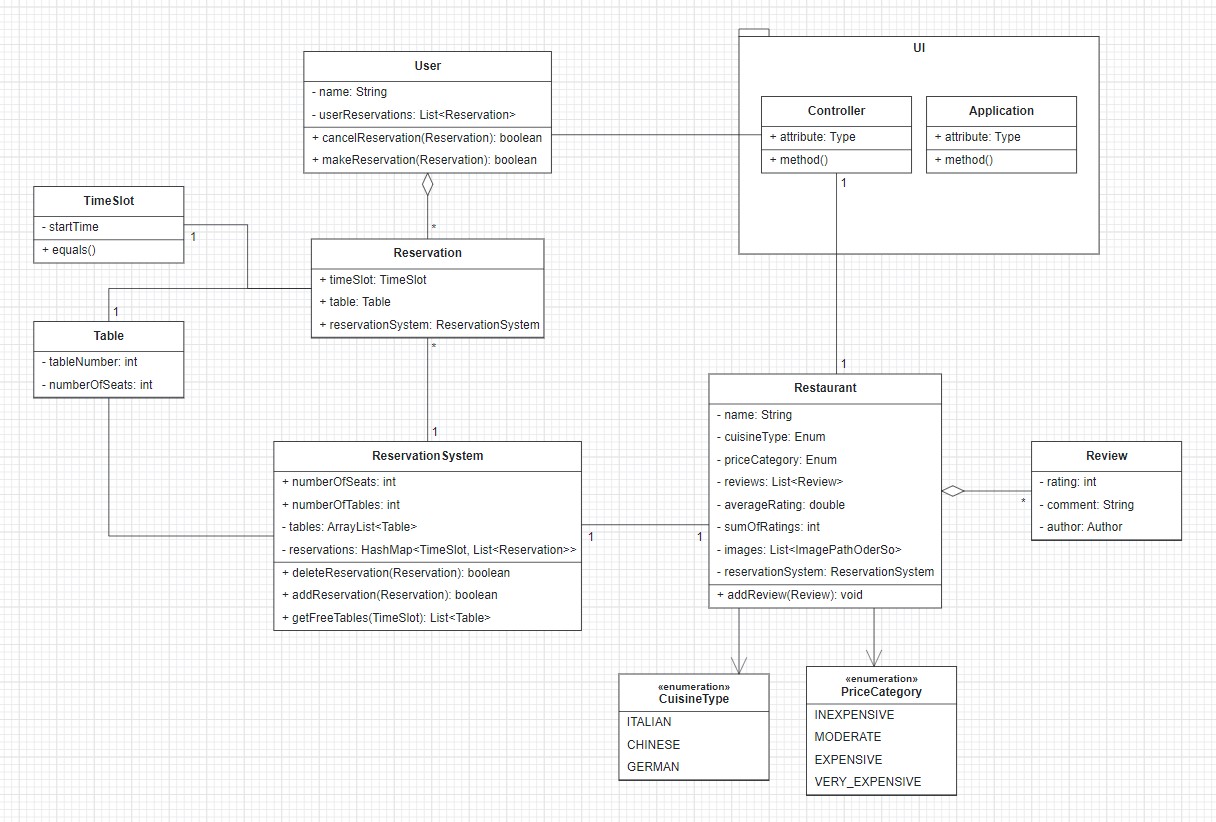 User
- name: String
- userReservations: List<Reservation>
+ cancelReservation(Reservation): boolean
+ makeReservation(Reservation): boolean
UI
Controller
+ attribute: Type
+ method()
Application
+ attribute: Type
+ method()
1
TimeSlot
- startTime
+ equals()
1
*
Reservation
+ timeSlot: TimeSlot
+ table: Table
+ reservationSystem: ReservationSystem
*
1
Table
- tableNumber: int
- numberOfSeats: int
1
ReservationSystem
+ numberOfSeats: int
+ numberOfTables: int
- tables: ArrayList<Table>
- reservations: HashMap<TimeSlot, List<Reservation>>
+ deleteReservation(Reservation): boolean
+ addReservation(Reservation): boolean
+ getFreeTables(TimeSlot): List<Table>
1
1
1
Restaurant
- name: String
- cuisineType: Enum
- priceCategory: Enum
- reviews: List<Review>
- averageRating: double
- sumOfRatings: int
- images: List<ImagePathOderSo>
- reservationSystem: ReservationSystem
+ addReview(Review): void
*
Review
- rating: int
- comment: String
- author: Author
«enumeration»
CuisineType
ITALIAN
CHINESE
GERMAN
«enumeration»
PriceCategory
INEXPENSIVE
MODERATE
EXPENSIVE
VERY_EXPENSIVE